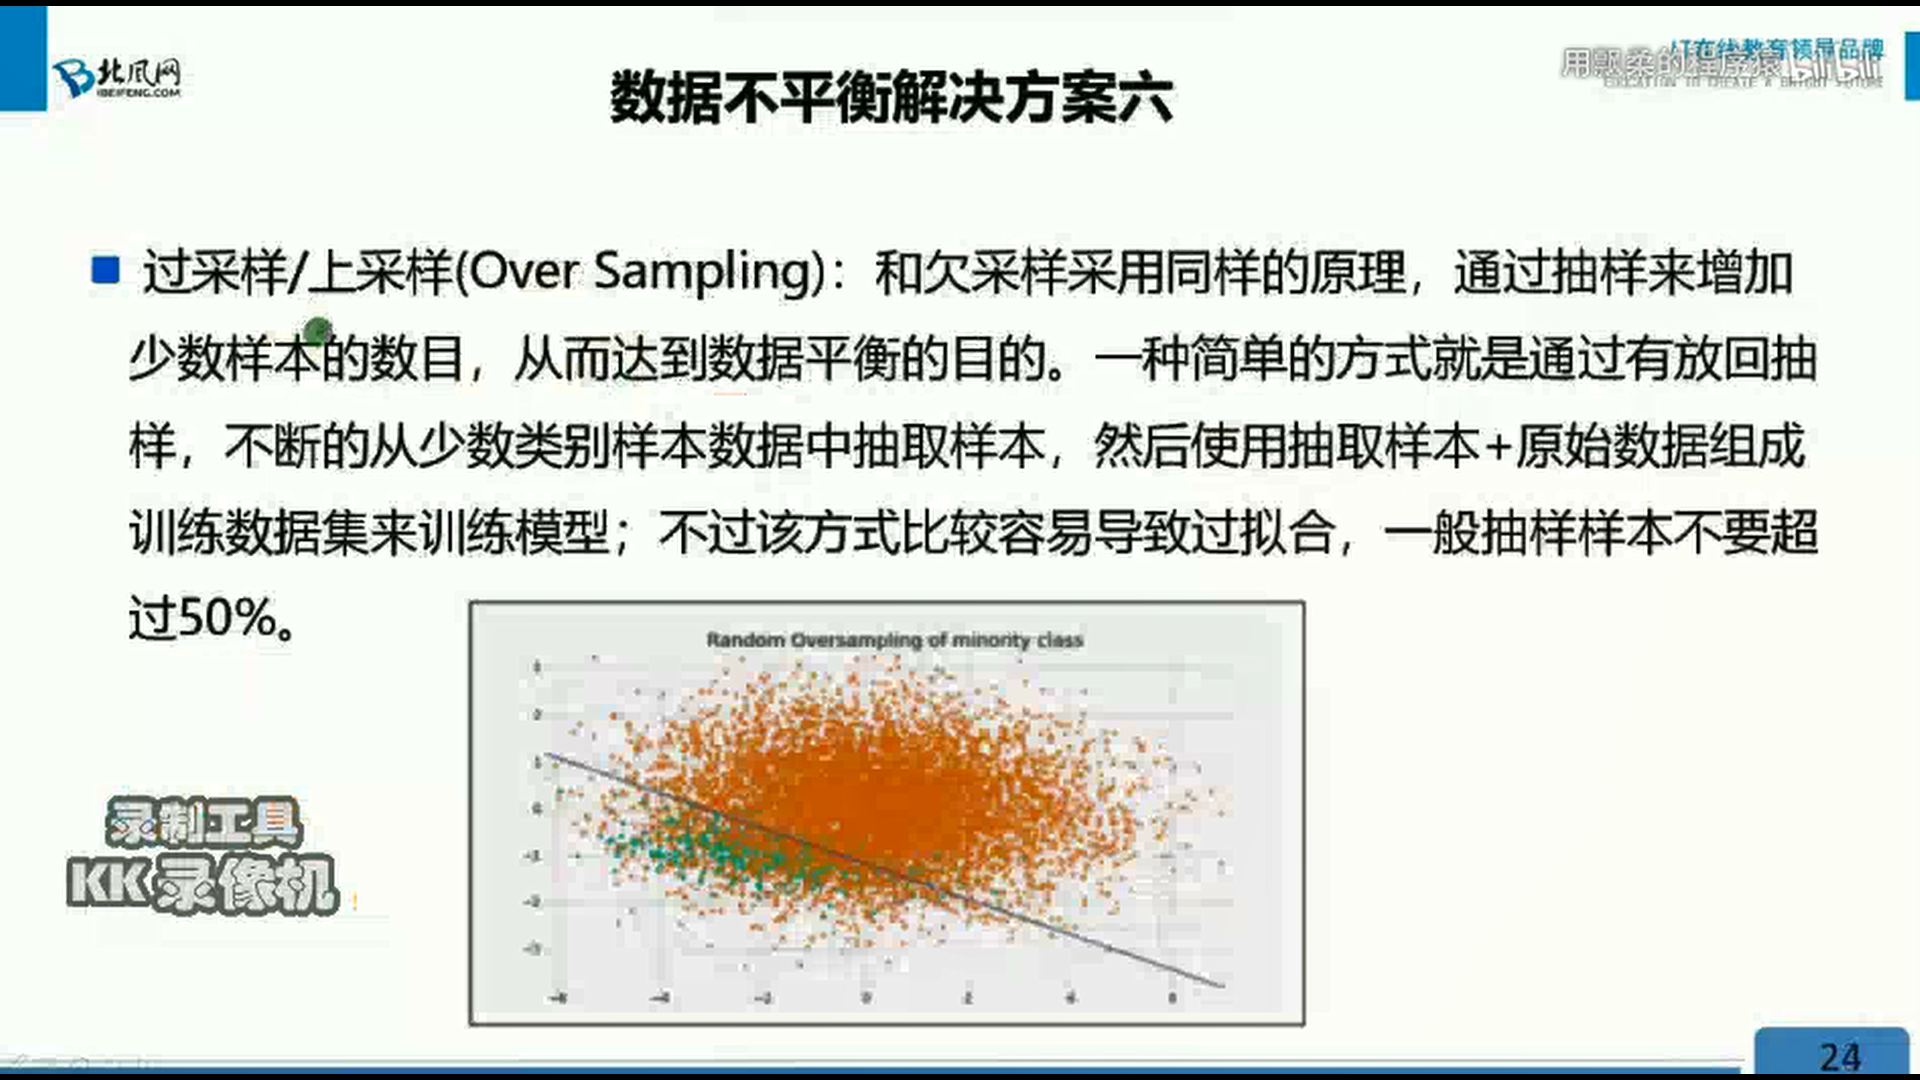 北风网
IBEIFENG.COM
数据不平衡解决方案六
IT在线教育领导品牌
用飘柔的程序猿 bilibili
过采样/上采样(Over Sampling)：和欠采样采用同样的原理，通过抽样来增加
少数样本的数目，从而达到数据平衡的目的。一种简单的方式就是通过有放回抽
样，不断的从少数类别样本数据中抽取样本，然后使用抽取样本+原始数据组成
训练数据集来训练模型；不过该方式比较容易导致过拟合，一般抽样样本不要超
过50%。
Random Oversampling of minority class
录制工具
KK录像机
24